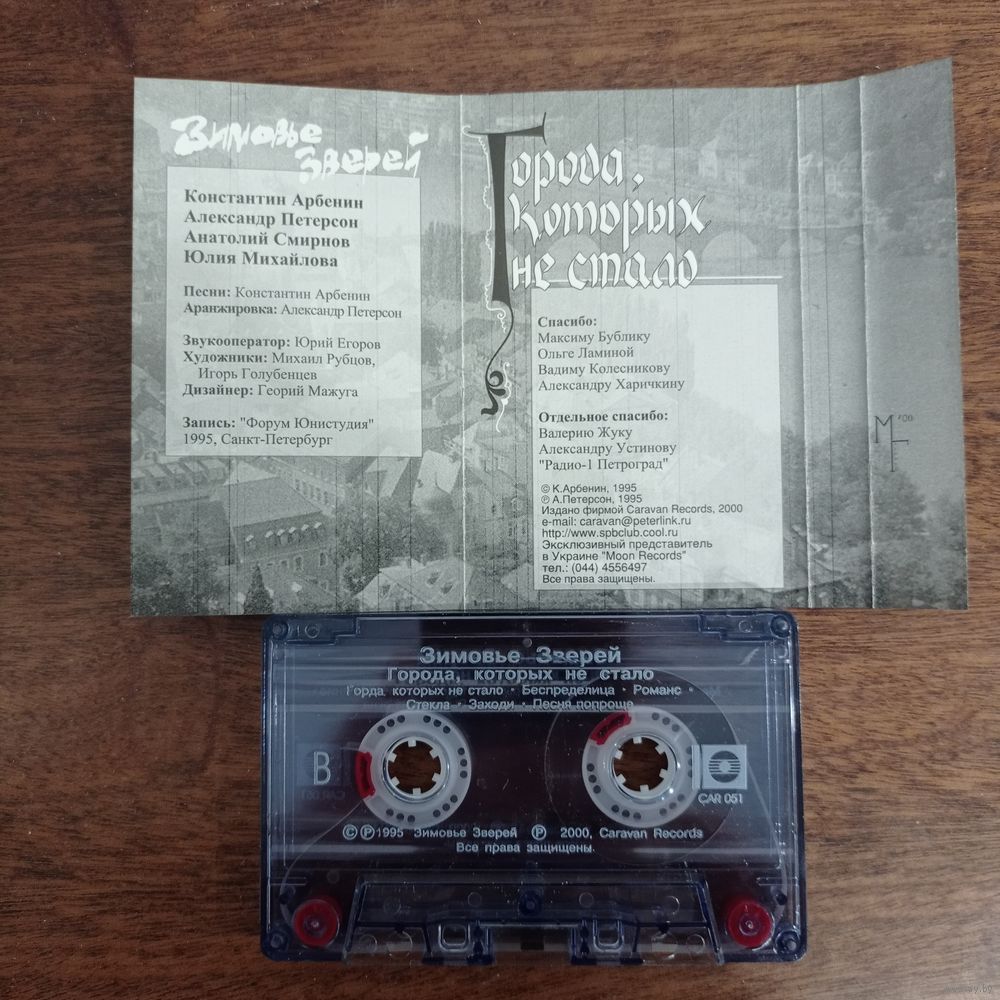 Зимовье
Зверей
Константин Арбенин
Александр Петерсон
Анатолий Смирнов
Юлия Михайлова
Песни: Константин Арбенин
Аранжировка: Александр Петерсон
Звукооператор: Юрий Егоров
Художники: Михаил Рубцов,
Игорь Голубенцев
Дизайнер: Георий Мажуга
Запись: "Форум Юнистудия"
1995, Санкт-Петербург
Города,
Которых
не стало
Спасибо:
Максиму Бублику
Ольге Ламиной
Вадиму Колесникову
Александру Харичкину
Отдельное спасибо:
Валерию Жуку
Александру Устинову
"Радио-1 Петроград"
© К.Арбенин, 1995
℗ А.Петерсон, 1995
Издано фирмой Caravan Records, 2000
e-mail: caravan@peterlink.ru
http://www.spbclub.cool.ru
Эксклюзивный представитель
в Украине "Moon Records"
тел.: (044) 4556497
Все права защищены.
Зимовье Зверей
Города, которых не стало
Горда которых не стало · Беспределица · Романс ·
Стекла · Заходи · Песня попроще
B
CAR 051
© ℗ 1995 Зимовье Зверей ℗ 2000, Caravan Records
Все права защищены.